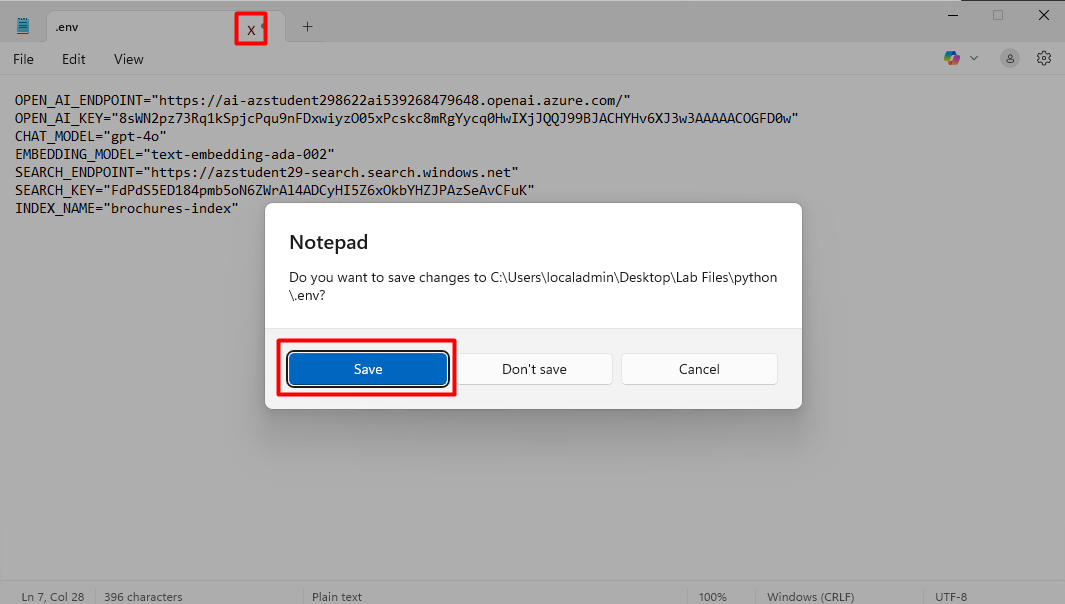 .env
X
+
File Edit View
OPEN_AI_ENDPOINT="https://ai-azstudent298622ai539268479648.openai.azure.com/"
OPEN_AI_KEY="8sWN2pz73Rq1kSpjcPqu9nFDxwiyzO05xPcskc8mRgYycq0HwIXjJQQJ99BJACHYHv6XJ3w3AAAAACOGFD0w"
CHAT_MODEL="gpt-4o"
EMBEDDING_MODEL="text-embedding-ada-002"
SEARCH_ENDPOINT="https://azstudent29-search.search.windows.net"
SEARCH_KEY="FdPdS5ED184pmb5oN6ZWrAl4ADCyHI5Z6xOkbYHZJPAzSeAvCFuK"
INDEX_NAME="brochures-index"
Notepad
Do you want to save changes to C:\Users\localadmin\Desktop\Lab Files\python
\.env?
Save Don't save Cancel
Ln 7, Col 28 396 characters Plain text 100% Windows (CRLF) UTF-8